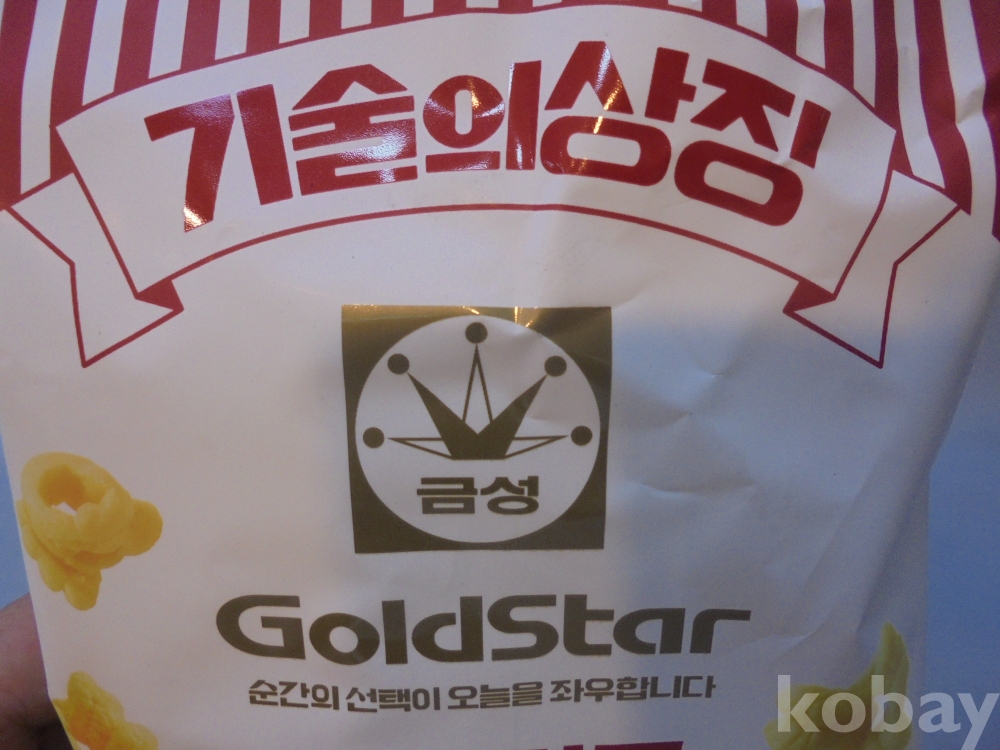 기술의상징
금성
GoldStar
순간의 선택이 오늘을 좌우합니다
kobay